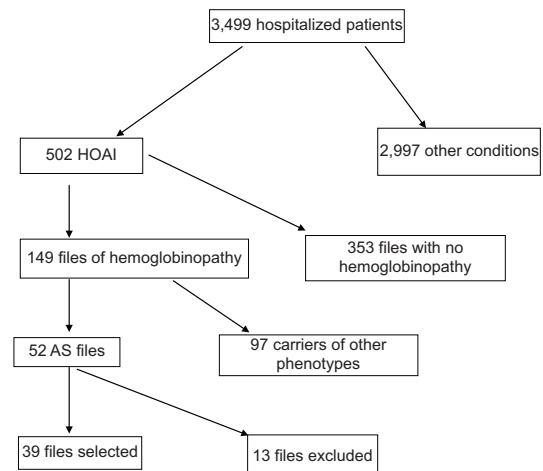 3,499 hospitalized patients
502 HOAI
2,997 other conditions
149 files of hemoglobinopathy
353 files with no
hemoglobinopathy
52 AS files
97 carriers of other
phenotypes
39 files selected
13 files excluded